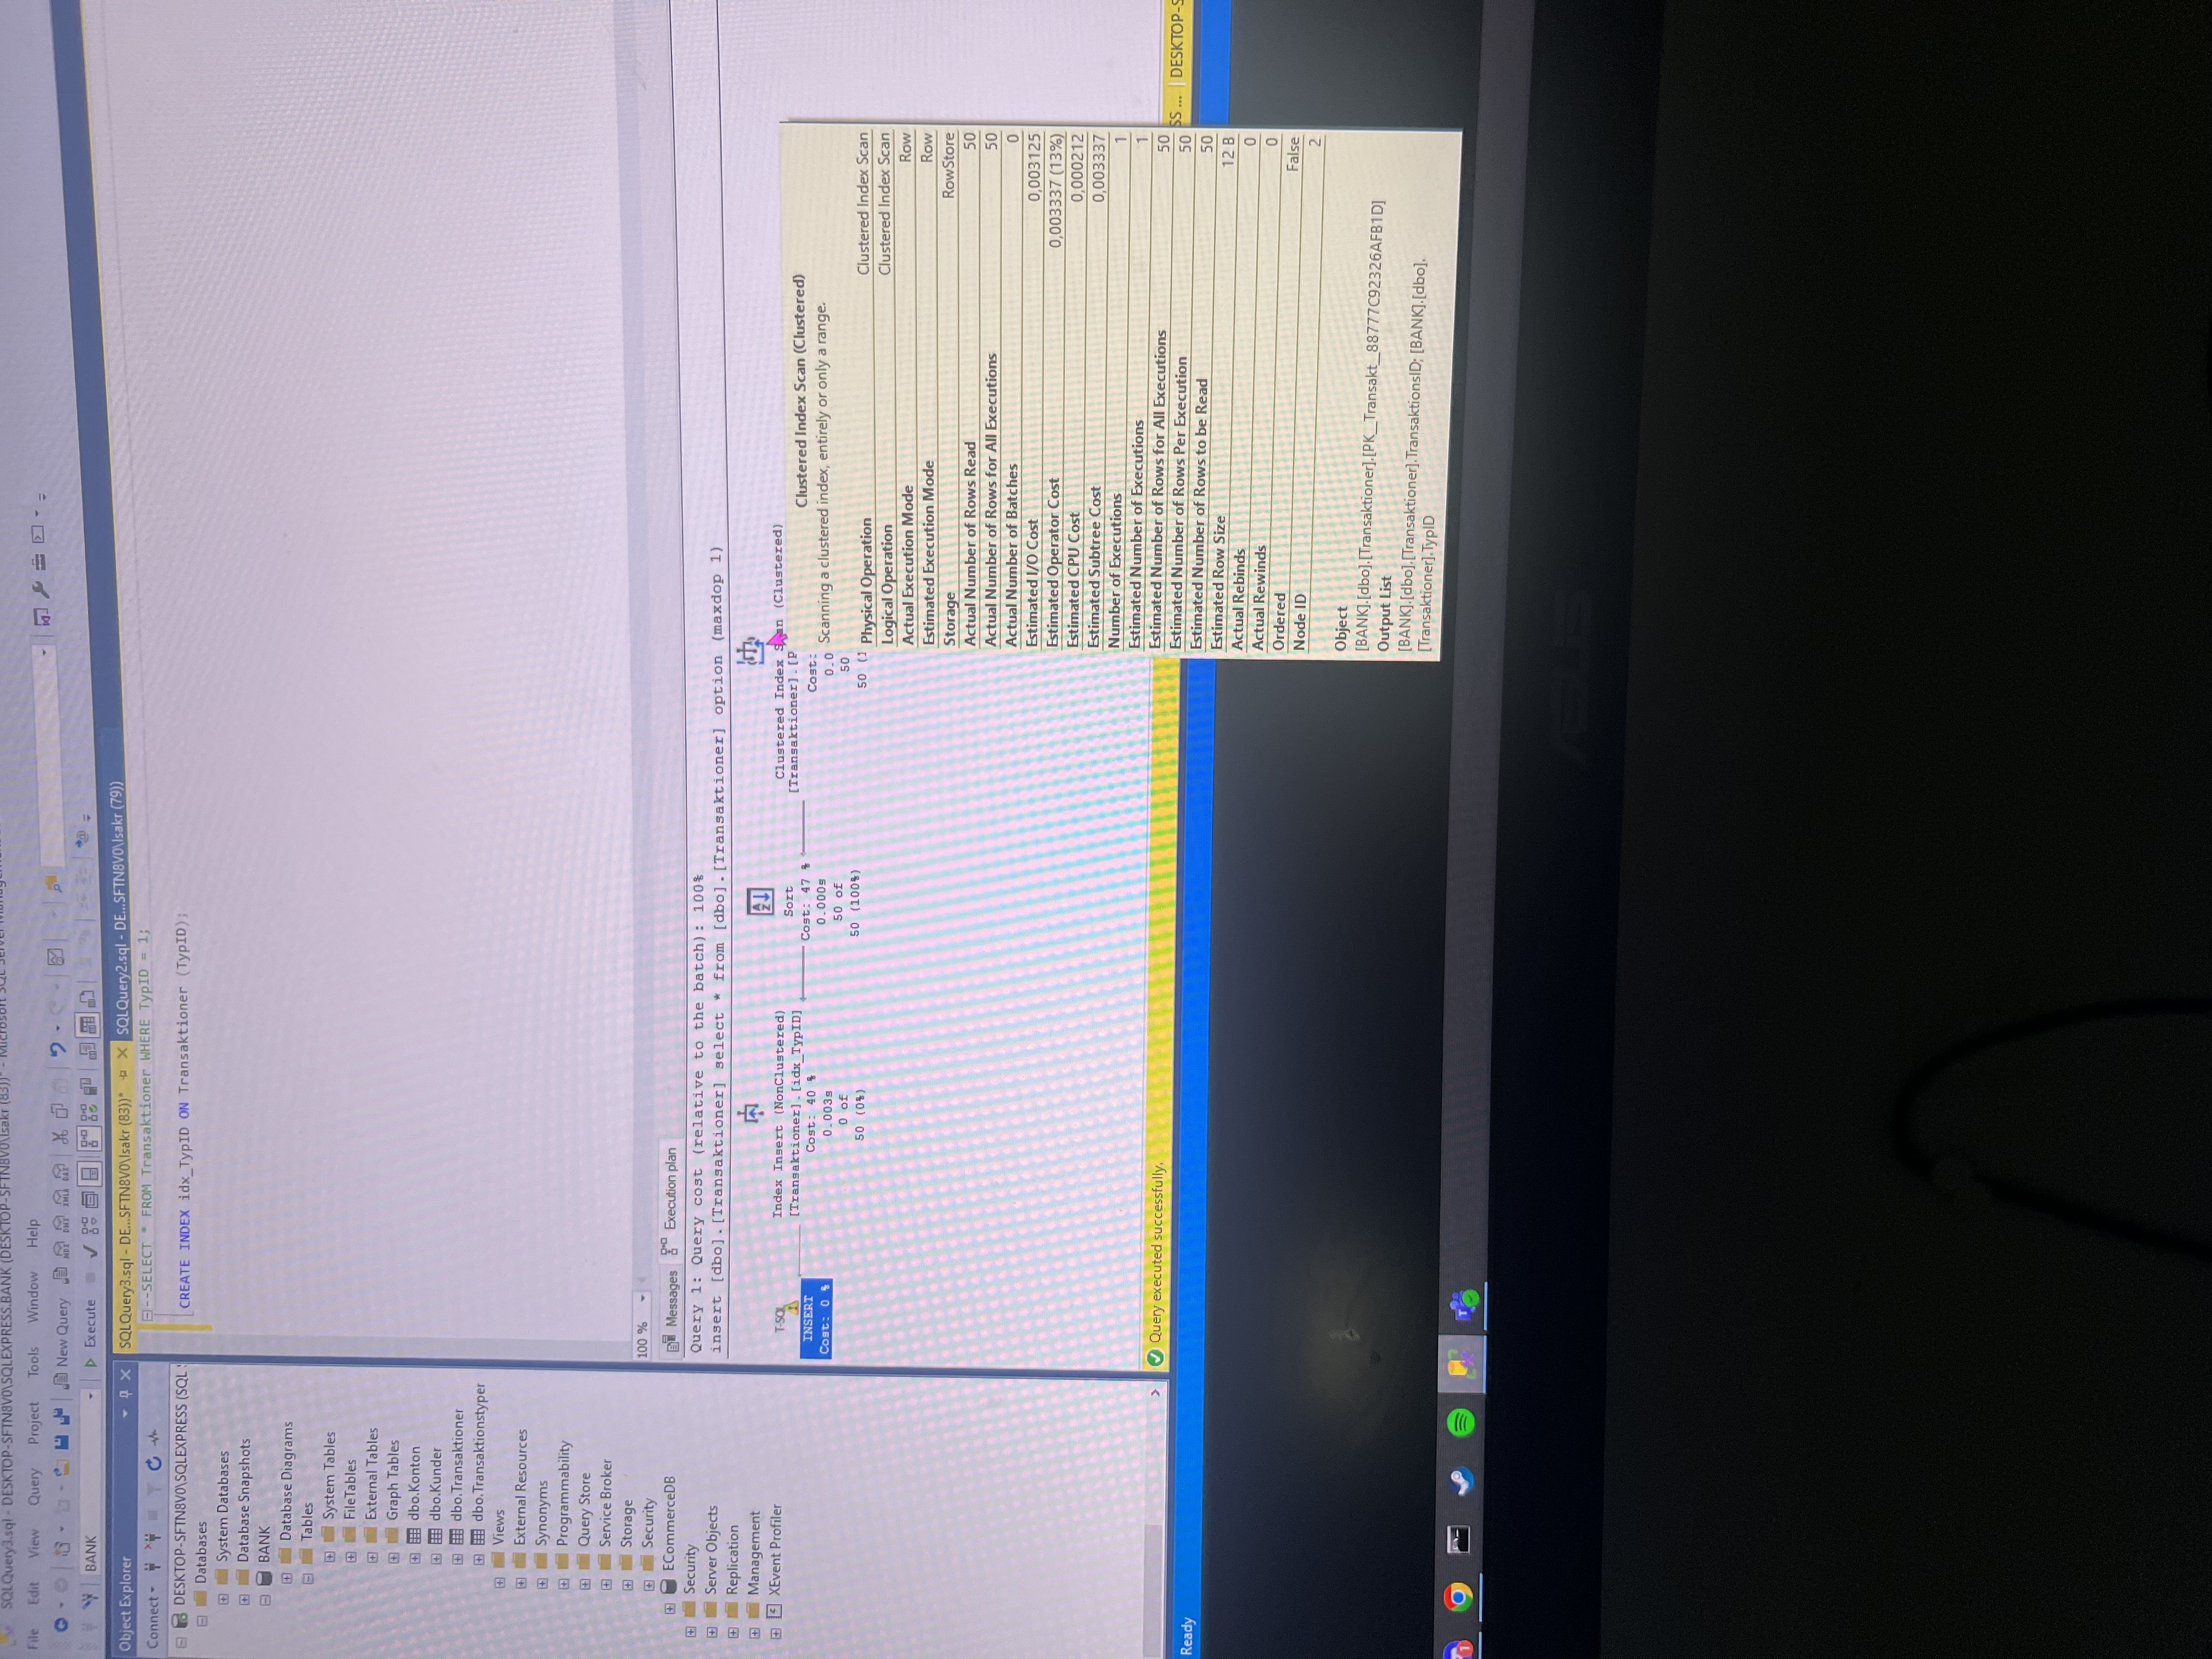 SQLQuery3.sql - DESKTOP-SFTN8V0\SQLEXPRESS.BANK (DESKTOP-SFTN8V0\Isakr (83))* - Microsoft SQL Server
File Edit View Query Project Tools Window Help
New Query
BANK
Execute
Object Explorer
Connect
DESKTOP-SFTN8V0\SQLEXPRESS (SQL
Databases
System Databases
Database Snapshots
BANK
Database Diagrams
Tables
System Tables
FileTables
External Tables
Graph Tables
dbo.Konton
dbo.Kunder
dbo.Transaktioner
dbo.Transaktionstyper
Views
External Resources
Synonyms
Programmability
Query Store
Service Broker
Storage
Security
ECommerceDB
Security
Server Objects
Replication
Management
XEvent Profiler
SQLQuery3.sql - DE...SFTN8V0\Isakr (83))* SQLQuery2.sql - DE...SFTN8V0\Isakr (79))
--SELECT * FROM Transaktioner WHERE TypID = 1;
CREATE INDEX idx_TypID ON Transaktioner (TypID);
100 %
Messages Execution plan
Query 1: Query cost (relative to the batch): 100%
insert [dbo].[Transaktioner] select * from [dbo].[Transaktioner] option (maxdop 1)
T-SQL
INSERT
Cost: 0 %
Index Insert (NonClustered)
[Transaktioner].[idx_TypID]
Cost: 40 %
0.003s
0 of
50 (0%)
Sort
Cost: 47 %
0.000s
50 of
50 (100%)
Clustered Index Scan (Clustered)
[Transaktioner].[P
Cost:
0.0
50
50 (1
Clustered Index Scan (Clustered)
Scanning a clustered index, entirely or only a range.
Physical Operation Clustered Index Scan
Logical Operation Clustered Index Scan
Actual Execution Mode Row
Estimated Execution Mode Row
Storage RowStore
Actual Number of Rows Read 50
Actual Number of Rows for All Executions 50
Actual Number of Batches 0
Estimated I/O Cost 0,003125
Estimated Operator Cost 0,003337 (13%)
Estimated CPU Cost 0,000212
Estimated Subtree Cost 0,003337
Number of Executions 1
Estimated Number of Executions 1
Estimated Number of Rows for All Executions 50
Estimated Number of Rows Per Execution 50
Estimated Number of Rows to be Read 50
Estimated Row Size 12 B
Actual Rebinds 0
Actual Rewinds 0
Ordered False
Node ID 2
Object
[BANK].[dbo].[Transaktioner].[PK__Transakt__88777C92326AFB1D]
Output List
[BANK].[dbo].[Transaktioner].TransaktionsID; [BANK].[dbo].
[Transaktioner].TypID
Query executed successfully.
SS ... DESKTOP-S
Ready
ASUS